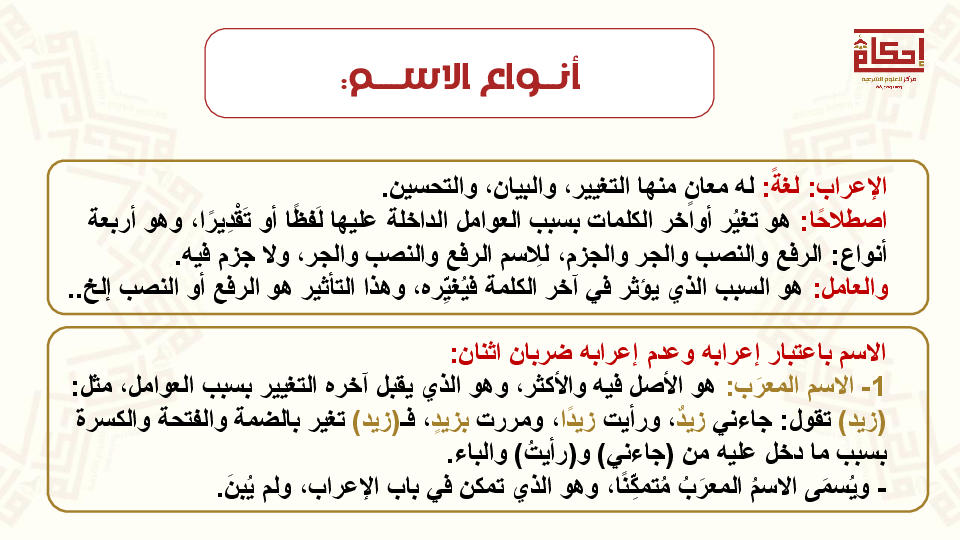 إحكام
مركز للعلوم الشرعية
أنـواع الاســـم:
الإعراب: لغةً: له معانٍ منها التغيير، والبيان، والتحسين.
اصطلاحًا: هو تغيُر أواخر الكلمات بسبب العوامل الداخلة عليها لَفظًا أو تَقْدِيرًا، وهو أربعة
أنواع: الرفع والنصب والجر والجزم، لِلاسم الرفع والنصب والجر، ولا جزم فيه.
والعامل: هو السبب الذي يؤثر في آخر الكلمة فيُغيِّره، وهذا التأثير هو الرفع أو النصب إلخ..
الاسم باعتبار إعرابه وعدم إعرابه ضربان اثنان:
1- الاسم المعرَب: هو الأصل فيه والأكثر، وهو الذي يقبل آخره التغيير بسبب العوامل، مثل:
(زيد) تقول: جاءني زيدٌ، ورأيت زيدًا، ومررت بزيدٍ، فـ(زيد) تغير بالضمة والفتحة والكسرة
بسبب ما دخل عليه من (جاءني) و(رأيتُ) والباء.
- ويُسمَى الاسمُ المعرَبُ مُتمكِّنًا، وهو الذي تمكن في باب الإعراب، ولم يُبنَ.